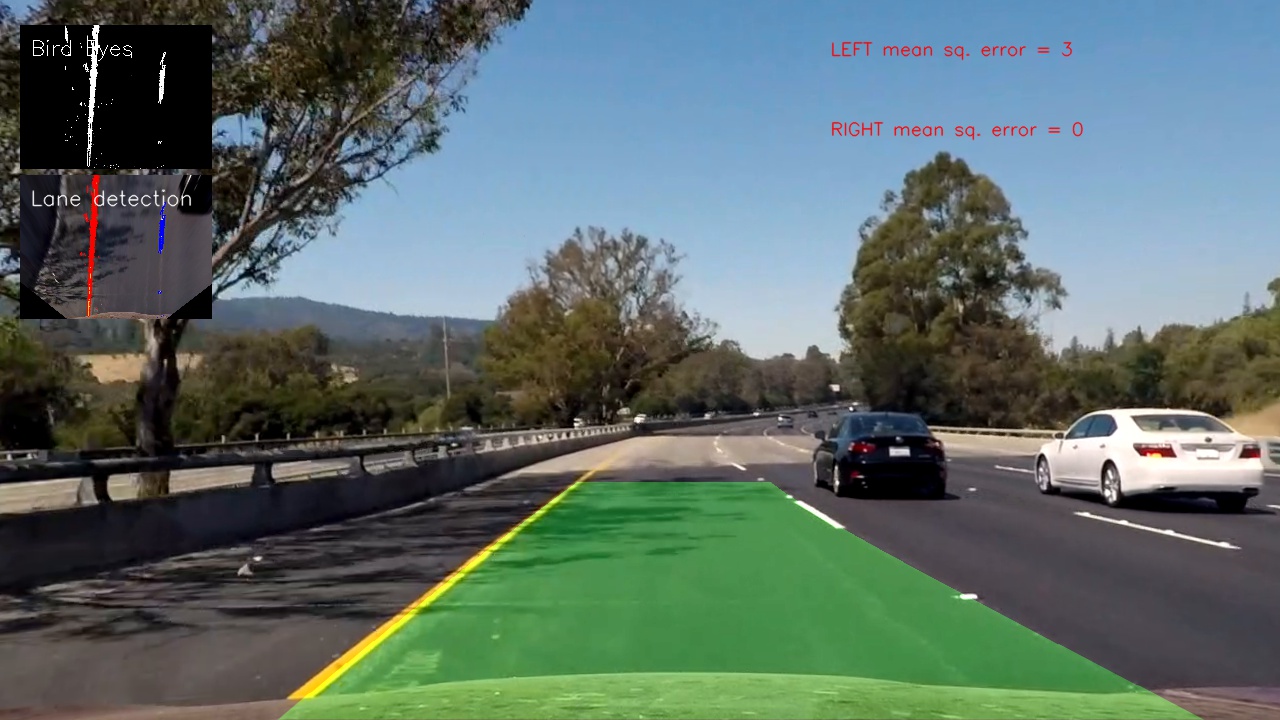 Bird Eyes
Lane detection
LEFT mean sq. error = 3
RIGHT mean sq. error = 0